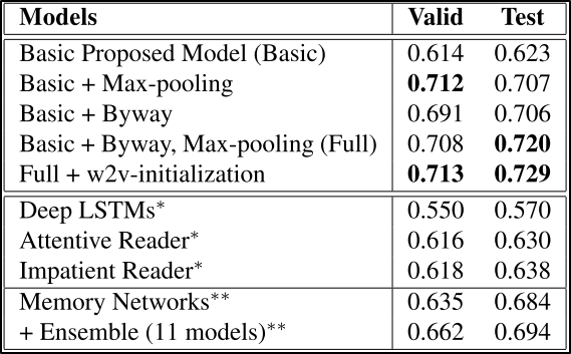 Models Valid Test
Basic Proposed Model (Basic) 0.614 0.623
Basic + Max-pooling 0.712 0.707
Basic + Byway 0.691 0.706
Basic + Byway, Max-pooling (Full) 0.708 0.720
Full + w2v-initialization 0.713 0.729
Deep LSTMs* 0.550 0.570
Attentive Reader* 0.616 0.630
Impatient Reader* 0.618 0.638
Memory Networks** 0.635 0.684
+ Ensemble (11 models)** 0.662 0.694